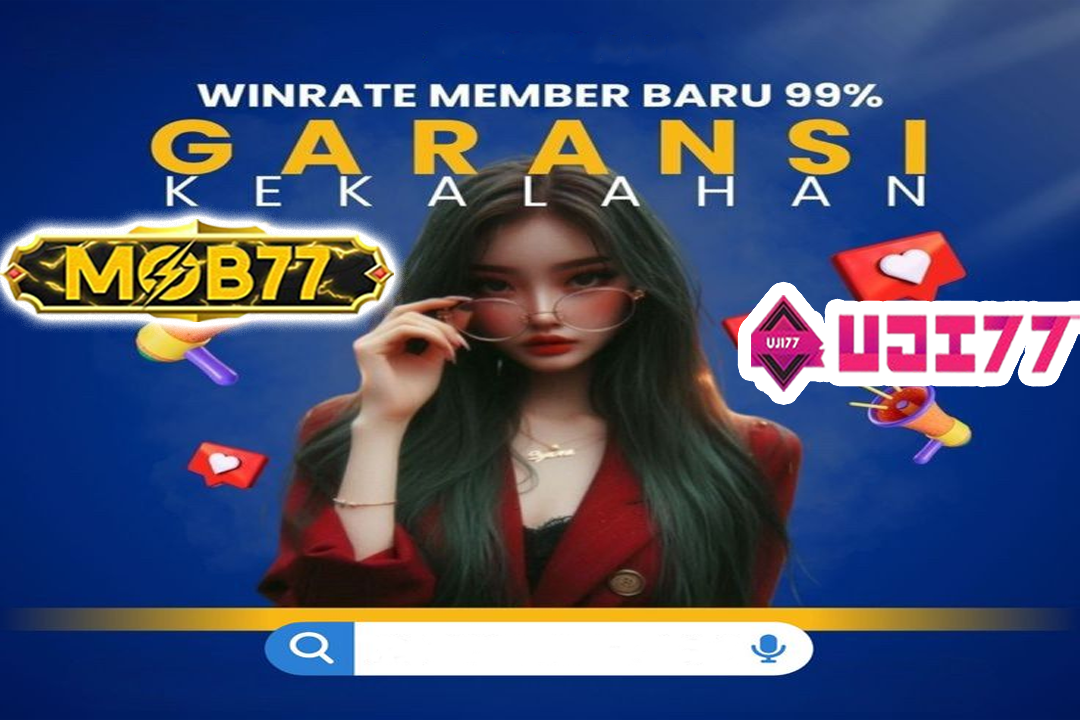 WINRATE MEMBER BARU 99%
GARANSI
KEKALAHAN
MOB77
UJI77
UJI77